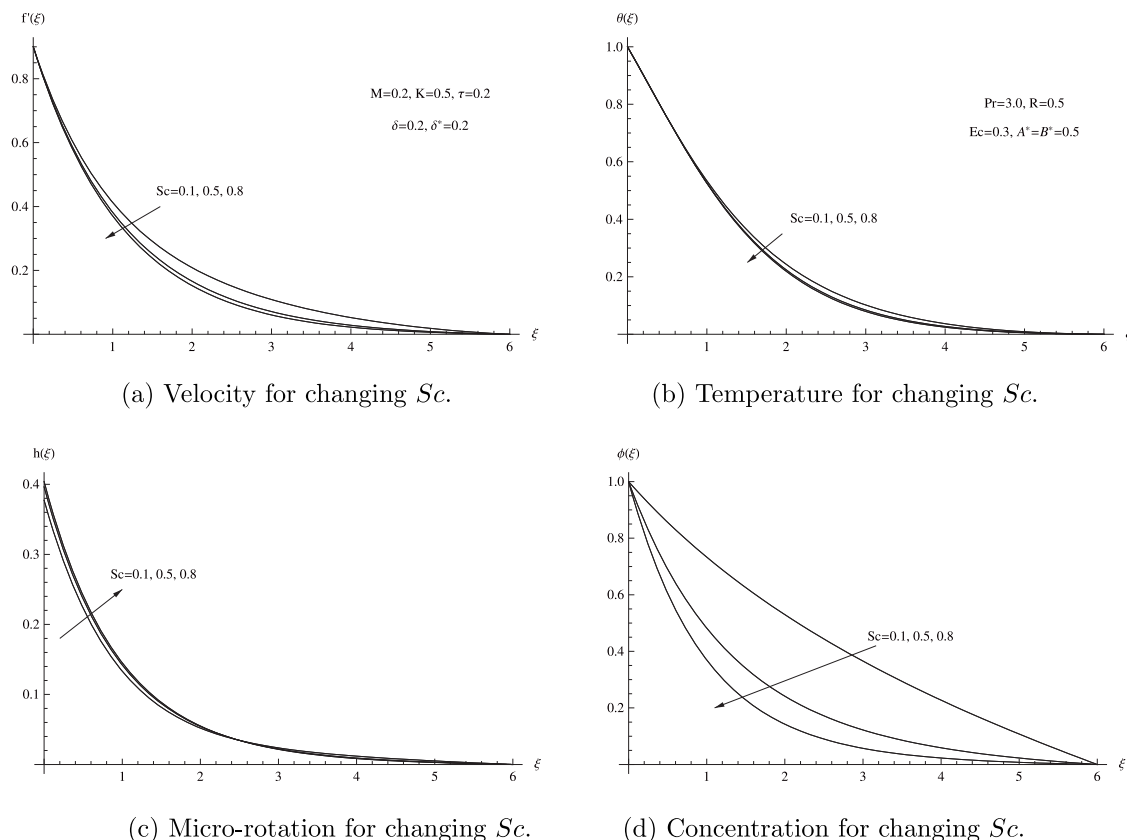 f'(ξ)
0.8
0.6
0.4
0.2
M=0.2, K=0.5, τ=0.2
δ=0.2, δ*=0.2
Sc=0.1, 0.5, 0.8
1 2 3 4 5 6 ξ
(a) Velocity for changing Sc.
θ(ξ)
1.0
0.8
0.6
0.4
0.2
Pr=3.0, R=0.5
Ec=0.3, A*=B*=0.5
Sc=0.1, 0.5, 0.8
1 2 3 4 5 6
(b) Temperature for changing Sc.
h(ξ)
0.4
0.3
0.2
0.1
Sc=0.1, 0.5, 0.8
1 2 3 4 5 6 ξ
(c) Micro-rotation for changing Sc.
ϕ(ξ)
1.0
0.8
0.6
0.4
0.2
Sc=0.1, 0.5, 0.8
1 2 3 4 5 6 ξ
(d) Concentration for changing Sc.